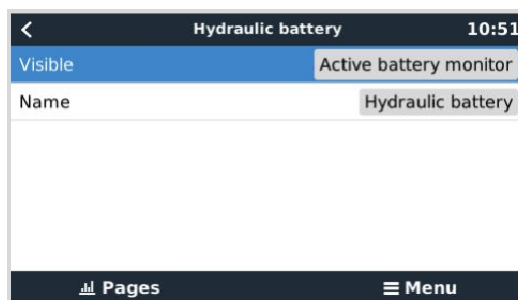 Hydraulic battery 10:51
Visible Active battery monitor
Name Hydraulic battery
Pages Menu